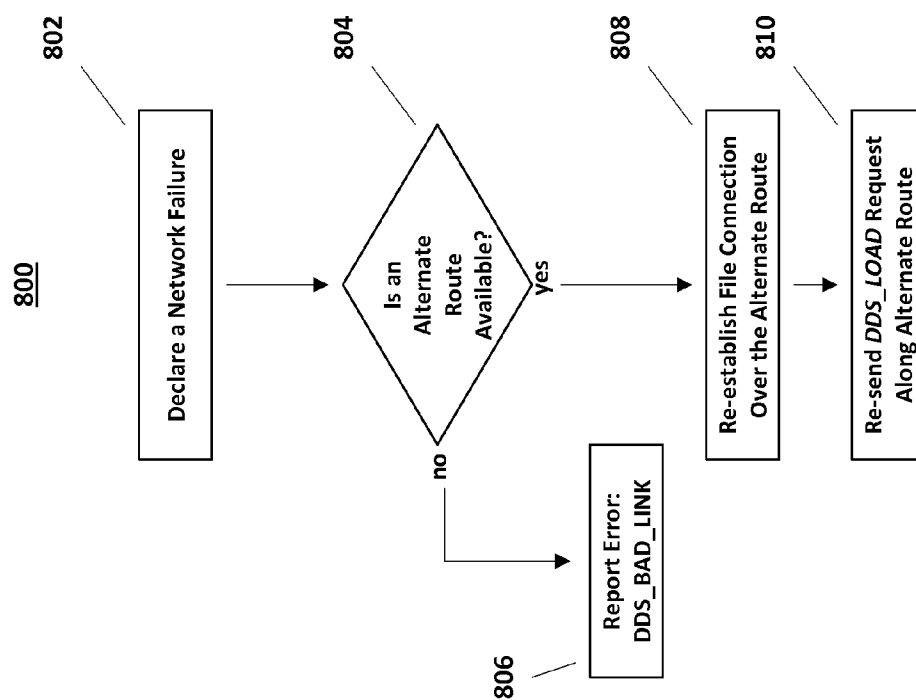 800
802
Declare a Network Failure
804
Is an
Alternate
Route
Available?
no
yes
806
Report Error:
DDS_BAD_LINK
808
Re-establish File Connection
Over the Alternate Route
810
Re-send DDS_LOAD Request
Along Alternate Route